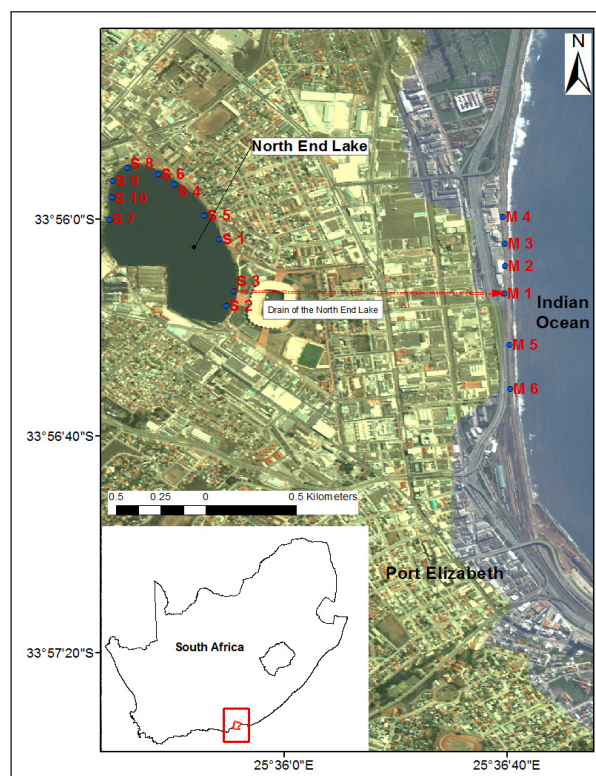 N
North End Lake
S 8
S 6
S 9
S 4
S 10
S 5
S 7
33°56'0"S
S 1
M 4
M 3
M 2
S 3
M 1
S 2
Drain of the North End Lake
Indian
Ocean
M 5
M 6
33°56'40"S
0.5 0.25 0 0.5 Kilometers
Port Elizabeth
South Africa
33°57'20"S
25°36'0"E
25°36'40"E